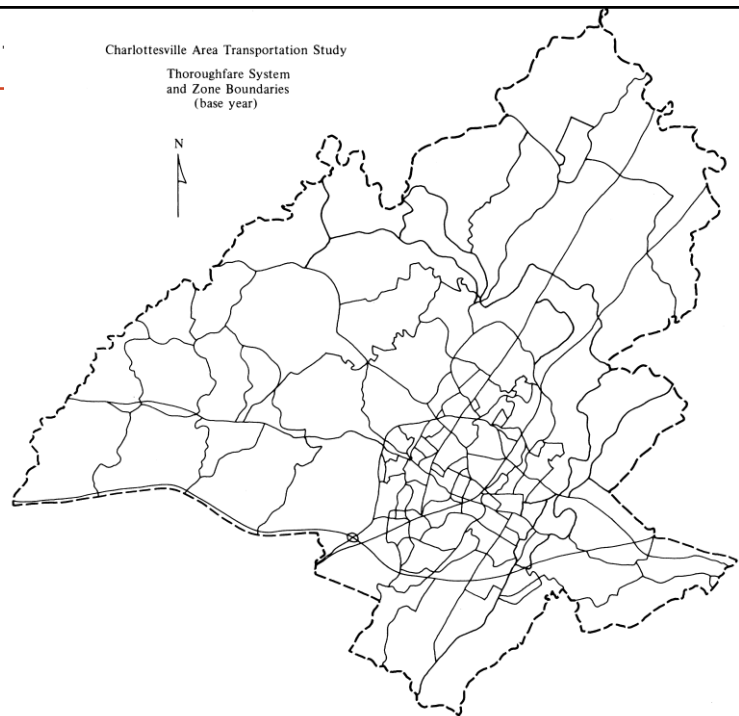 Charlottesville Area Transportation Study
Thoroughfare System
and Zone Boundaries
(base year)
N